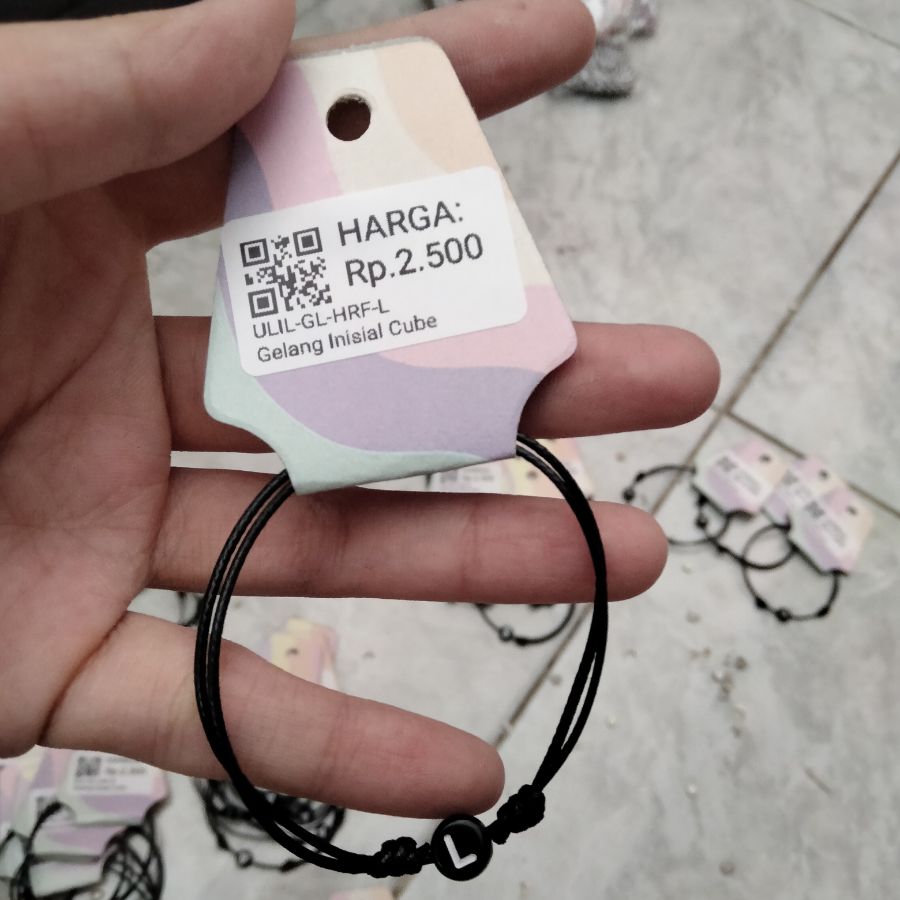 HARGA:
Rp.2.500
ULIL-GL-HRF-L
Gelang Inisial Cube
L